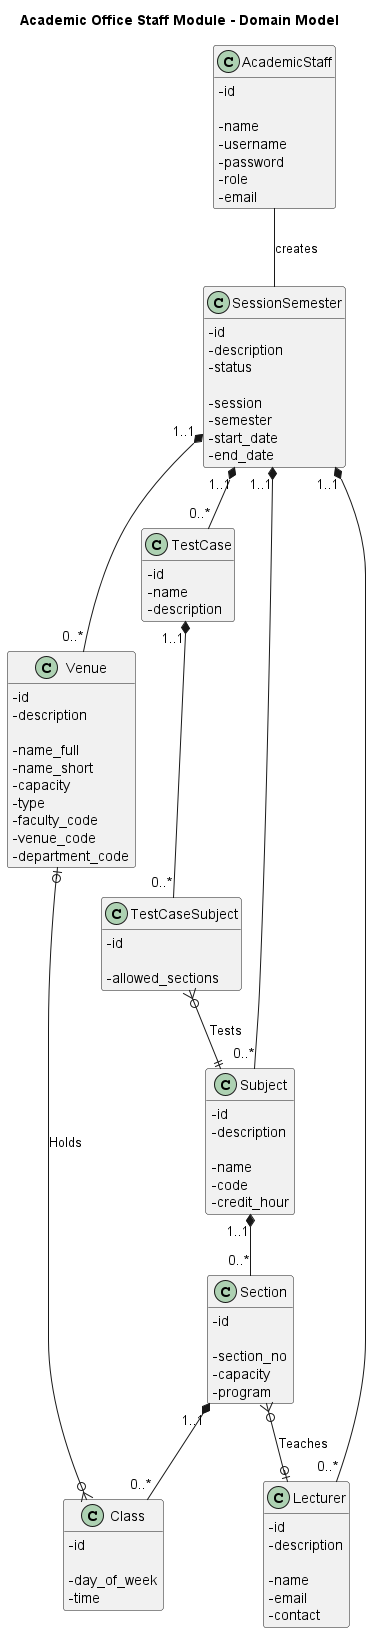 Academic Office Staff Module - Domain Model
C AcademicStaff
-id
-name
-username
-password
-role
-email
creates
C SessionSemester
-id
-description
-status
-session
-semester
-start_date
-end_date
1..1
1..1
1..1
1..1
0..*
C TestCase
-id
-name
-description
1..1
0..*
C Venue
-id
-description
-name_full
-name_short
-capacity
-type
-faculty_code
-venue_code
-department_code
0..*
C TestCaseSubject
-id
-allowed_sections
Tests
0..*
C Subject
-id
-description
-name
-code
-credit_hour
Holds
1..1
0..*
C Section
-id
-section_no
-capacity
-program
1..1
Teaches
0..*
0..*
C Class
-id
-day_of_week
-time
C Lecturer
-id
-description
-name
-email
-contact